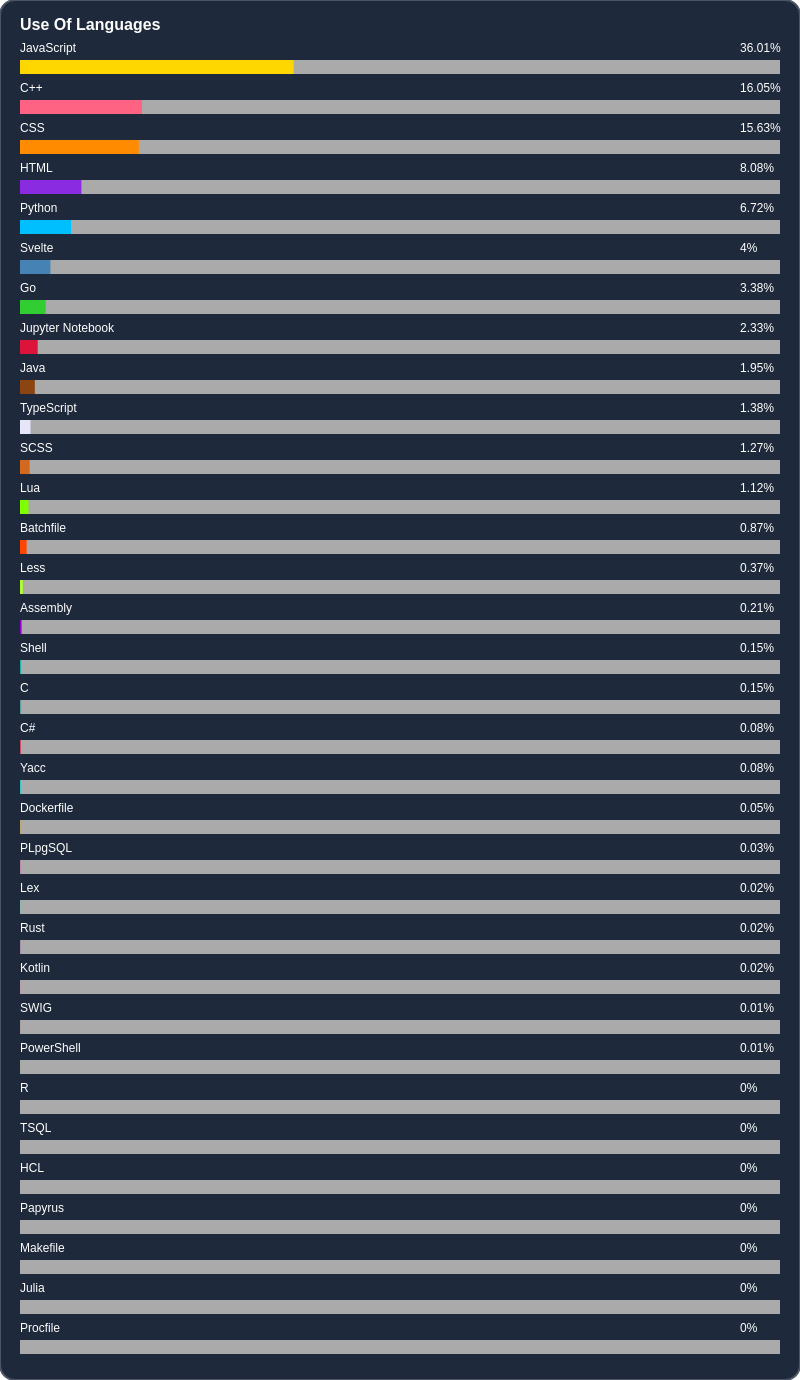 Use Of Languages
JavaScript 36.01%
C++ 16.05%
CSS 15.63%
HTML 8.08%
Python 6.72%
Svelte 4%
Go 3.38%
Jupyter Notebook 2.33%
Java 1.95%
TypeScript 1.38%
SCSS 1.27%
Lua 1.12%
Batchfile 0.87%
Less 0.37%
Assembly 0.21%
Shell 0.15%
C 0.15%
C# 0.08%
Yacc 0.08%
Dockerfile 0.05%
PLpgSQL 0.03%
Lex 0.02%
Rust 0.02%
Kotlin 0.02%
SWIG 0.01%
PowerShell 0.01%
R 0%
TSQL 0%
HCL 0%
Papyrus 0%
Makefile 0%
Julia 0%
Procfile 0%